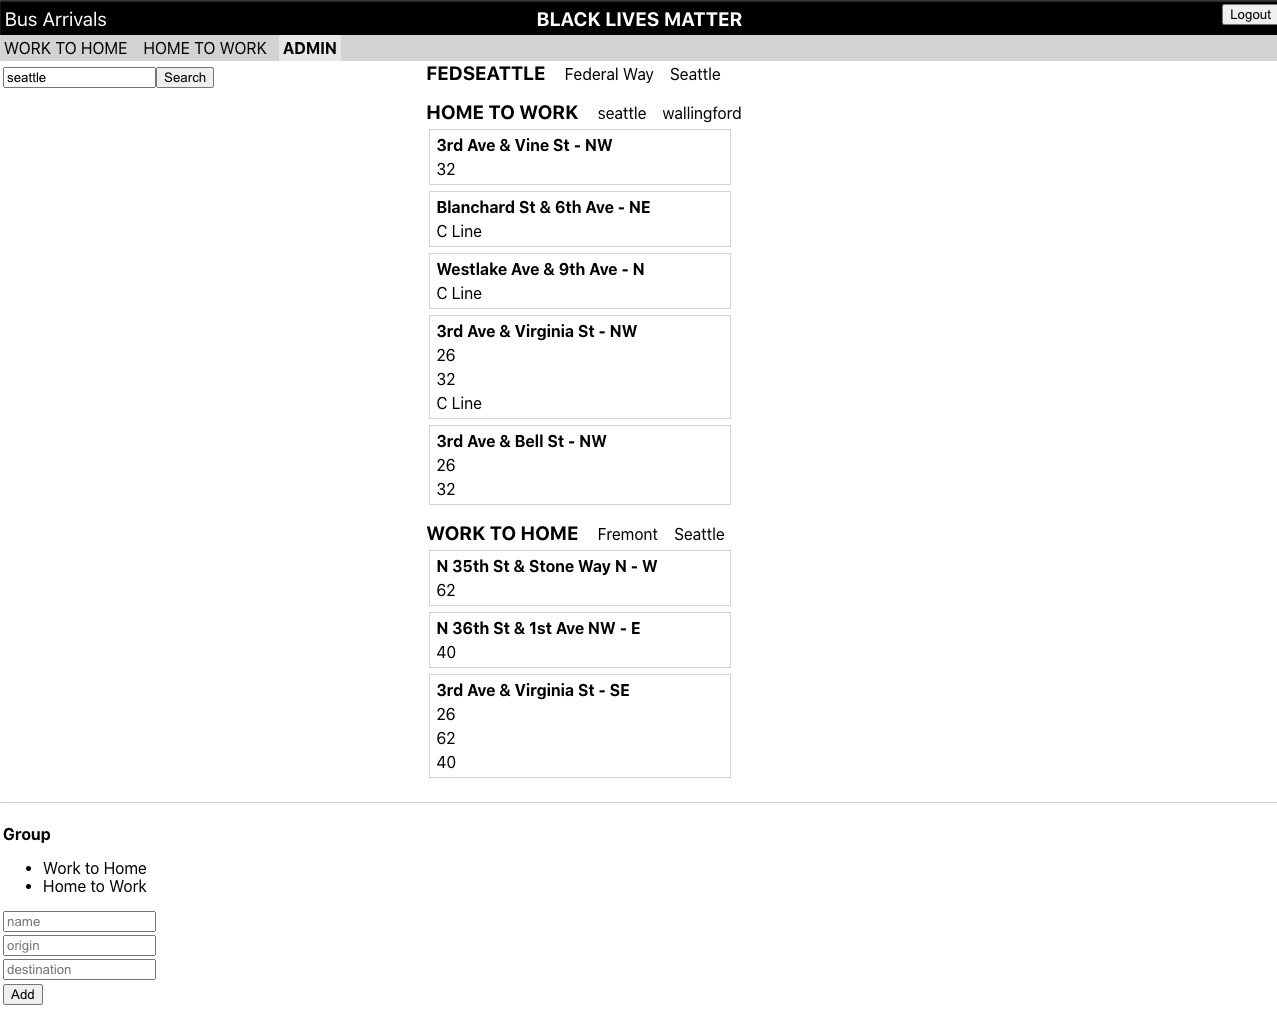 Bus Arrivals
BLACK LIVES MATTER
Logout
WORK TO HOME HOME TO WORK ADMIN
seattle Search
FEDSEATTLE Federal Way Seattle
HOME TO WORK seattle wallingford
3rd Ave & Vine St - NW
32
Blanchard St & 6th Ave - NE
C Line
Westlake Ave & 9th Ave - N
C Line
3rd Ave & Virginia St - NW
26
32
C Line
3rd Ave & Bell St - NW
26
32
WORK TO HOME Fremont Seattle
N 35th St & Stone Way N - W
62
N 36th St & 1st Ave NW - E
40
3rd Ave & Virginia St - SE
26
62
40
Group
Work to Home
Home to Work
name
origin
destination
Add